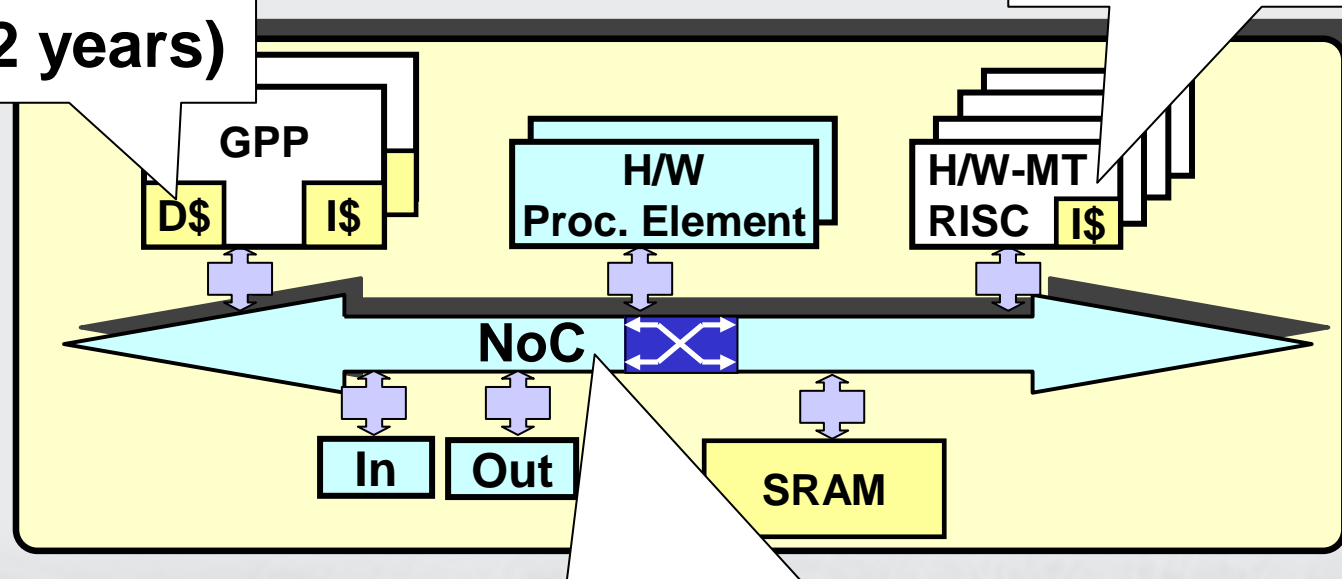 2 years)
GPP
D$
I$
H/W
Proc. Element
H/W-MT
RISC
I$
NoC
In
Out
SRAM